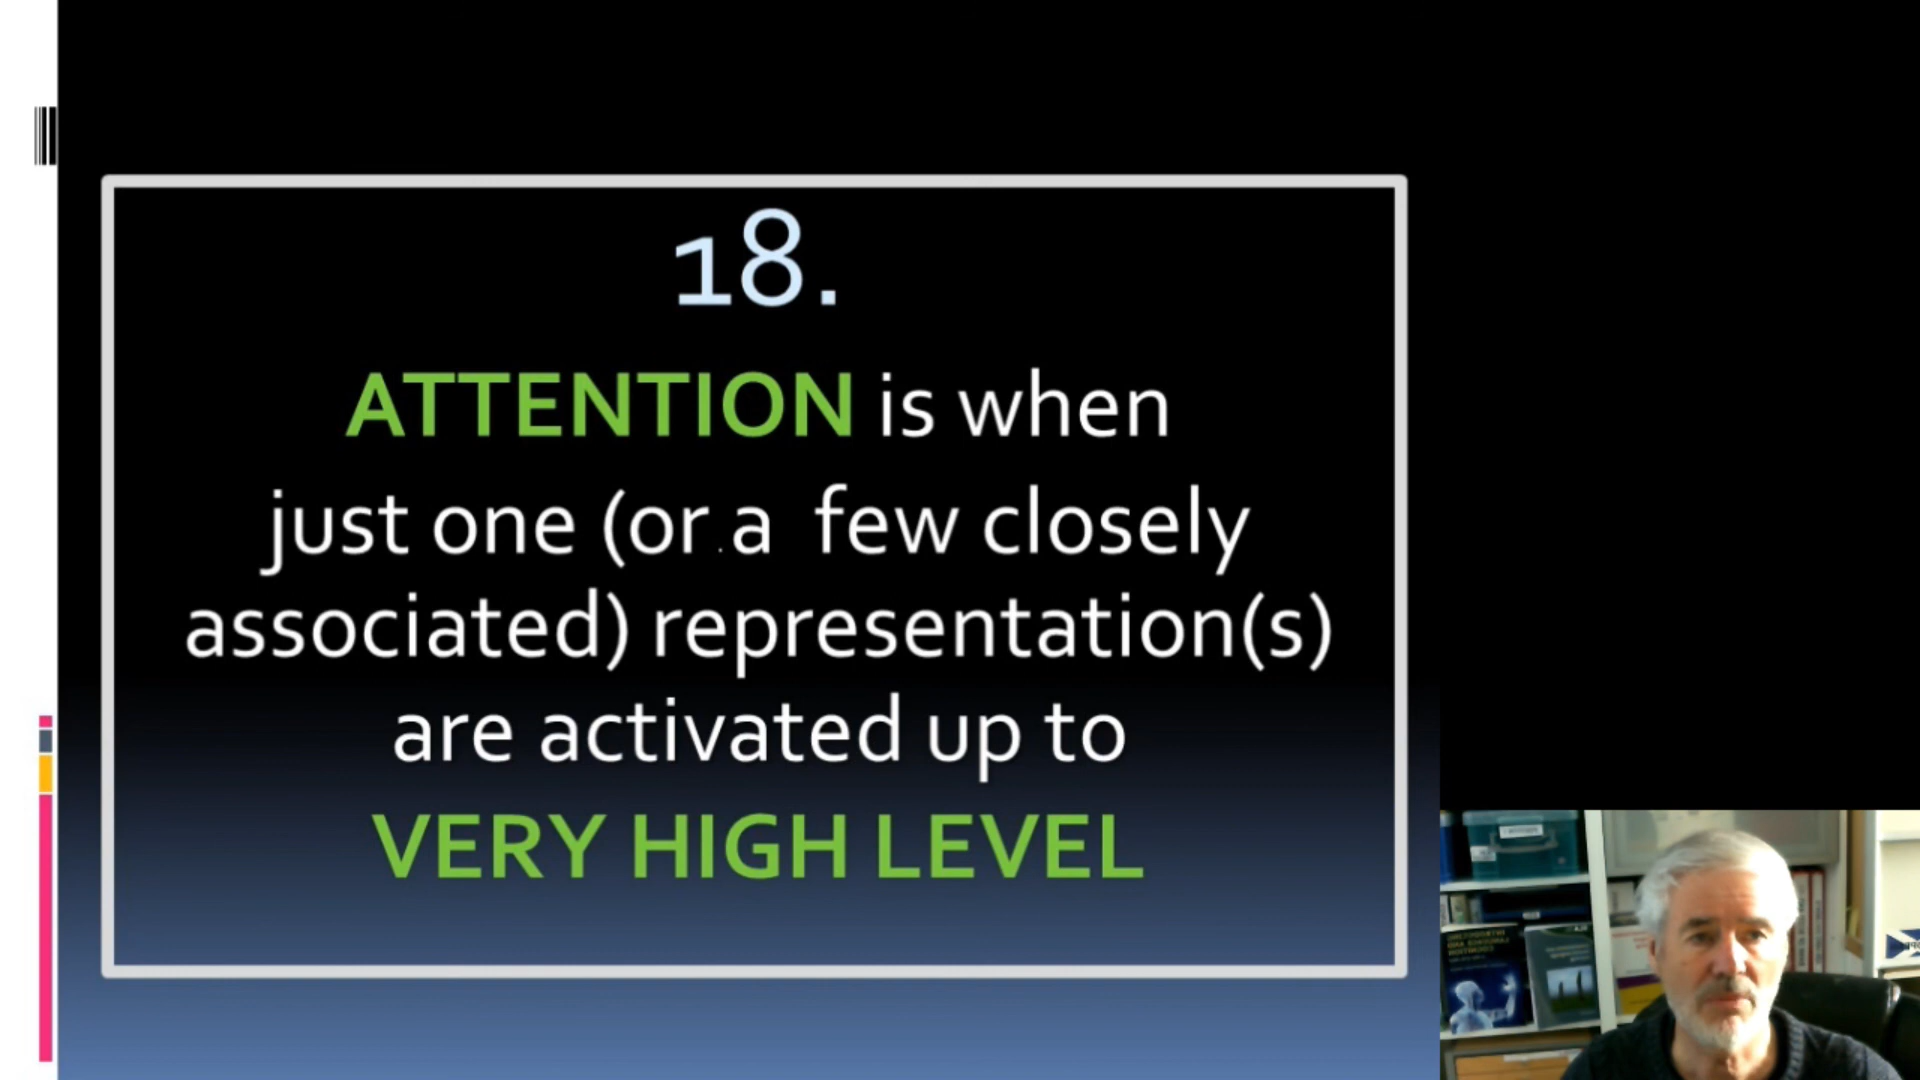 18.
ATTENTION is when
just one (or a few closely
associated) representation(s)
are activated up to
VERY HIGH LEVEL